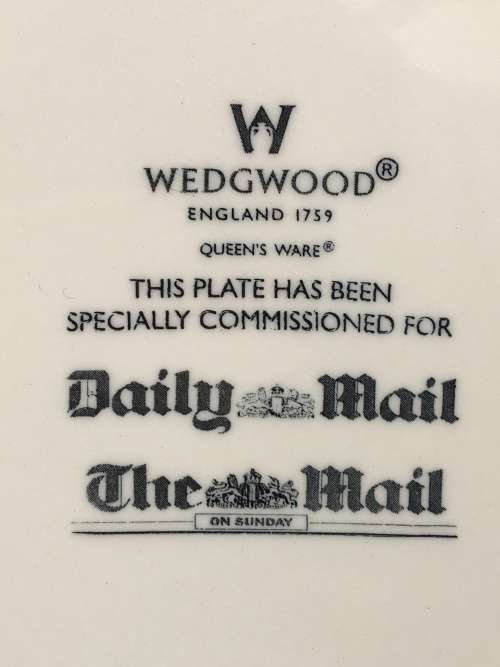 W
WEDGWOOD®
ENGLAND 1759
QUEEN'S WARE®
THIS PLATE HAS BEEN
SPECIALLY COMMISSIONED FOR
Daily Mail
The Mail
ON SUNDAY